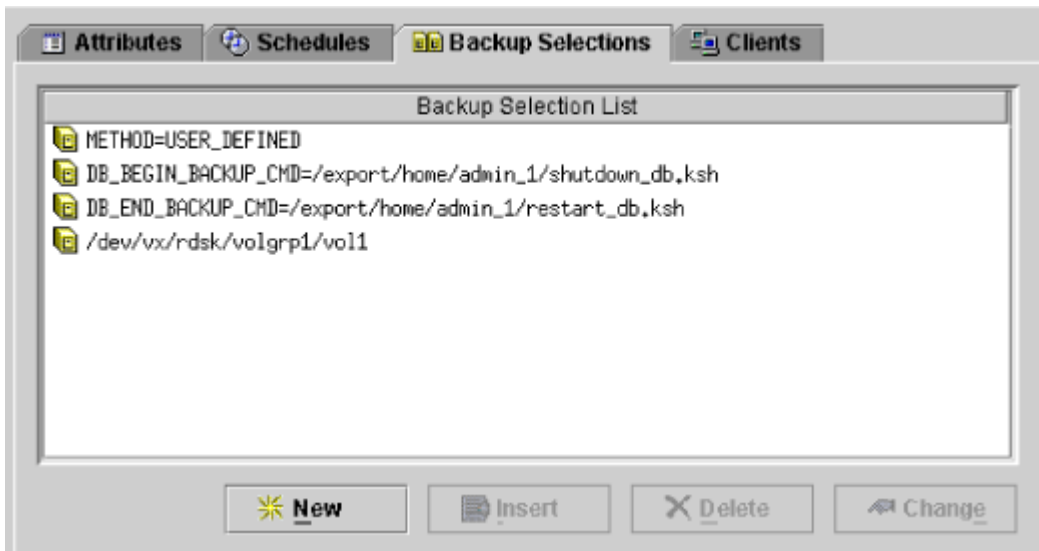 Attributes Schedules Backup Selections Clients
Backup Selection List
METHOD=USER_DEFINED
DB_BEGIN_BACKUP_CMD=/export/home/admin_1/shutdown_db.ksh
DB_END_BACKUP_CMD=/export/home/admin_1/restart_db.ksh
/dev/vx/rdsk/volgrp1/vol1
New Insert Delete Change